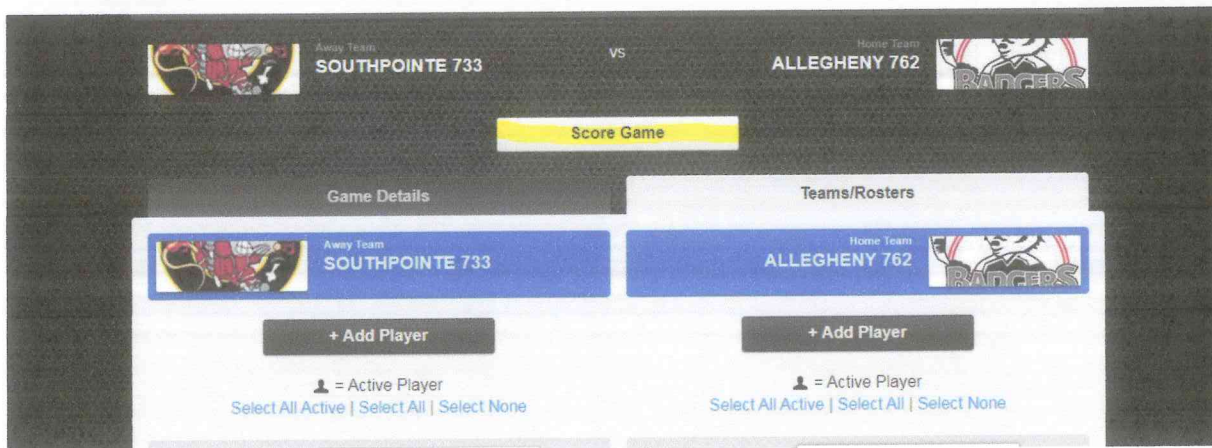 Away Team
SOUTHPOINTE 733
VS
Home Team
ALLEGHENY 762
BADGERS
Score Game
Game Details
Teams/Rosters
Away Team
SOUTHPOINTE 733
Home Team
ALLEGHENY 762
BADGERS
+ Add Player
+ Add Player
= Active Player
= Active Player
Select All Active | Select All | Select None
Select All Active | Select All | Select None